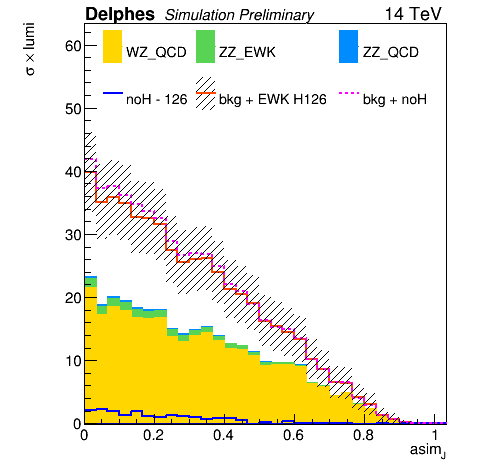 Delphes Simulation Preliminary 14 TeV
σ × lumi
WZ_QCD ZZ_EWK ZZ_QCD
noH - 126 bkg + EWK H126 bkg + noH
60
50
40
30
20
10
0
0 0.2 0.4 0.6 0.8 1
asim_J